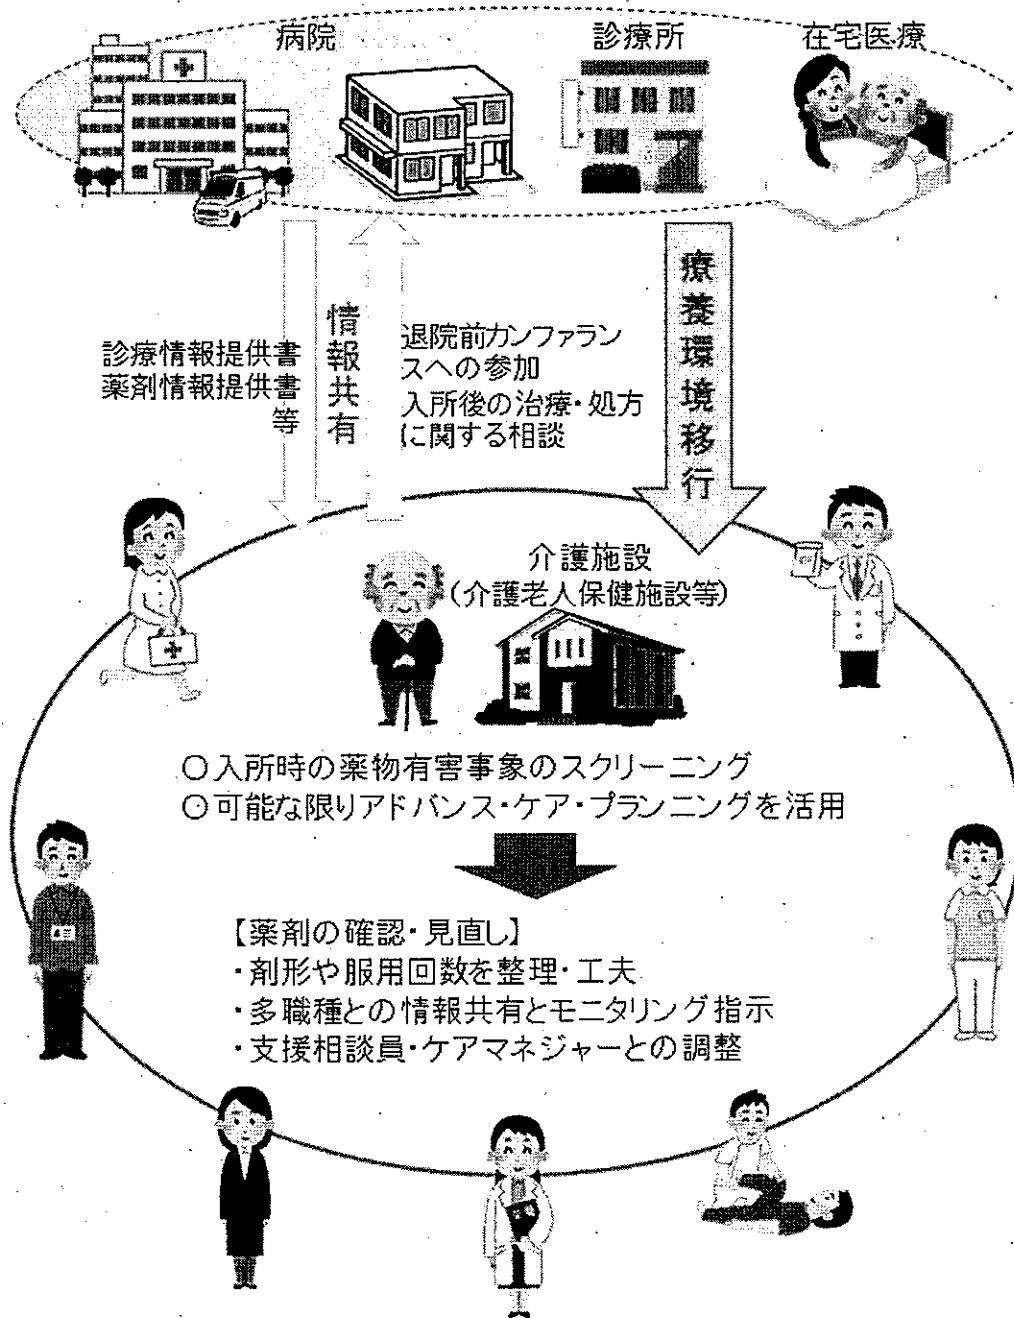 病院
診療所
在宅医療
診療情報提供書
薬剤情報提供書
等
情報共有
退院前カンファラン
スへの参加
入所後の治療・処方
に関する相談
療養環境移行
介護施設
(介護老人保健施設等)
○入所時の薬物有害事象のスクリーニング
○可能な限りアドバンス・ケア・プランニングを活用
【薬剤の確認・見直し】
・剤形や服用回数を整理・工夫
・多職種との情報共有とモニタリング指示
・支援相談員・ケアマネジャーとの調整